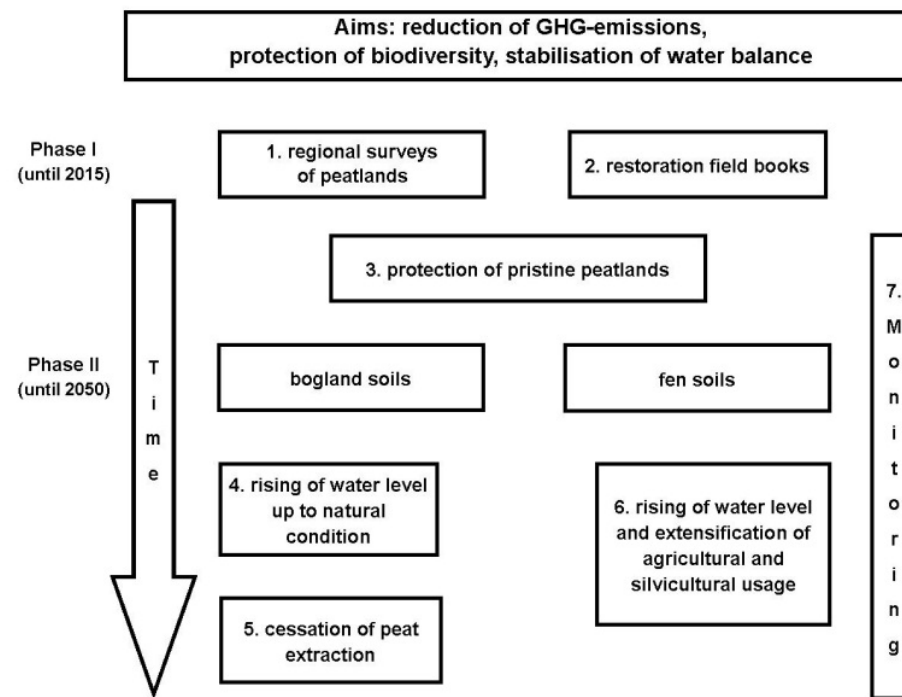 Aims: reduction of GHG-emissions,
protection of biodiversity, stabilisation of water balance
Phase I
(until 2015)
1. regional surveys
of peatlands
2. restoration field books
3. protection of pristine peatlands
Phase II
(until 2050)
Time
bogland soils
fen soils
4. rising of water level
up to natural
condition
5. cessation of peat
extraction
6. rising of water level
and extensification of
agricultural and
silvicultural usage
7.
Monitoring